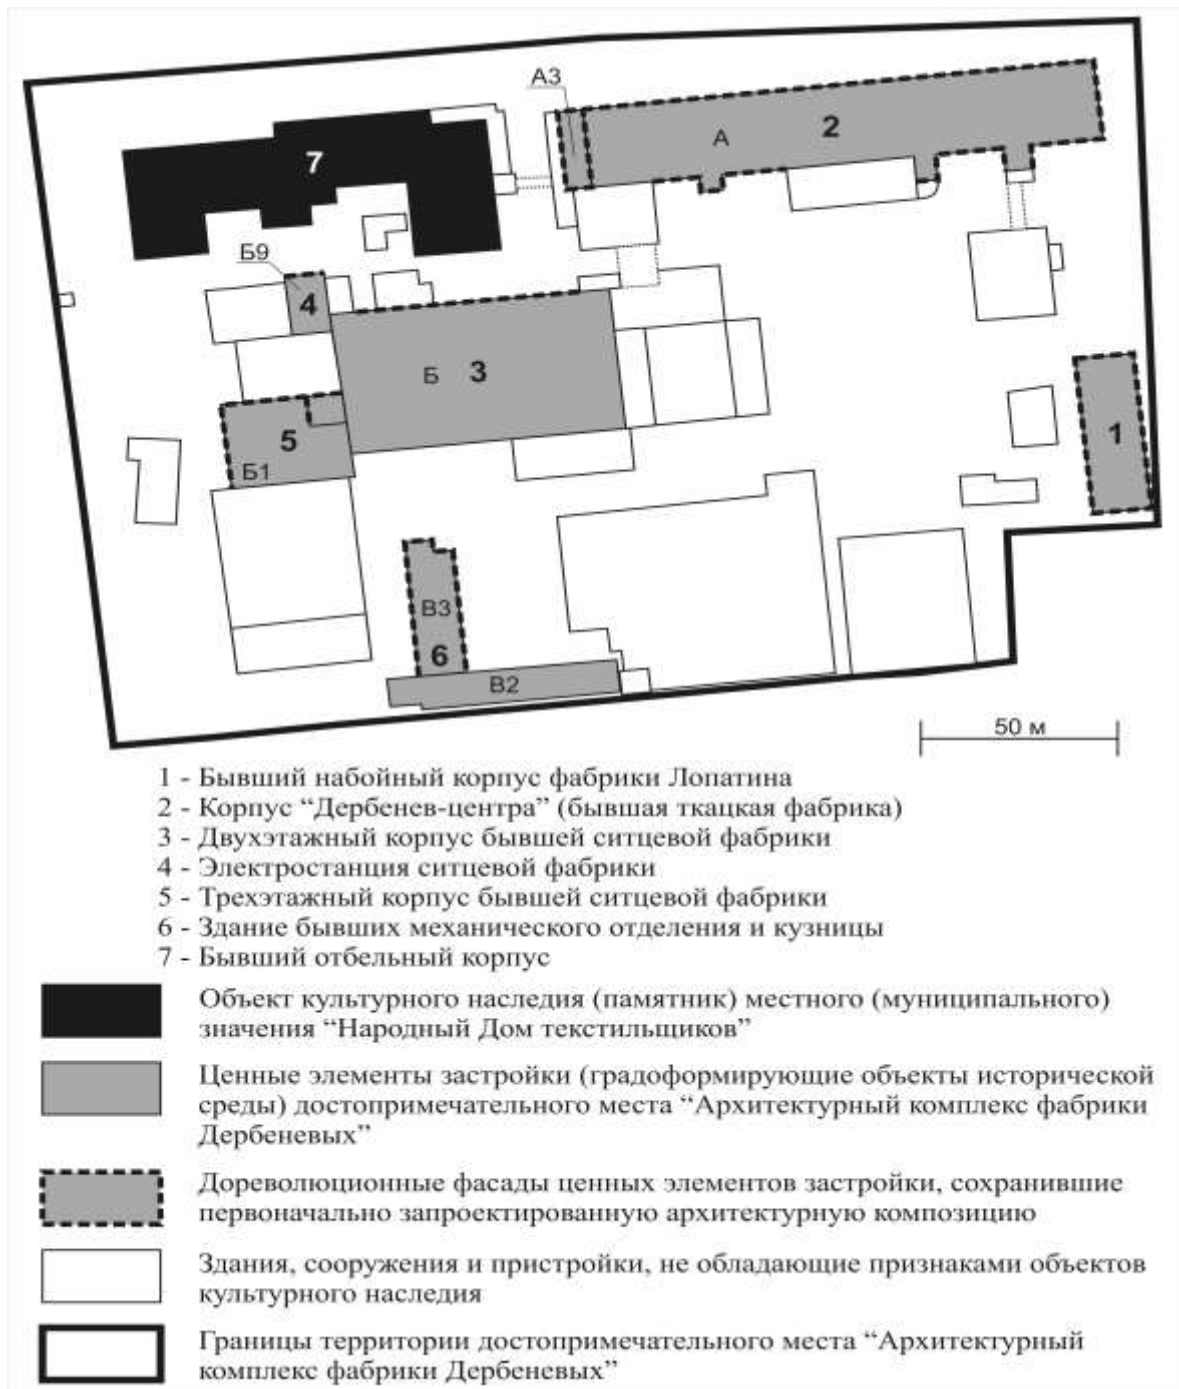 А3
А
2
7
Б9
4
Б 3
5
Б1
1
В3
6
В2
50 м
1 - Бывший набойный корпус фабрики Лопатина
2 - Корпус “Дербенев-центра” (бывшая ткацкая фабрика)
3 - Двухэтажный корпус бывшей ситцевой фабрики
4 - Электростанция ситцевой фабрики
5 - Трехэтажный корпус бывшей ситцевой фабрики
6 - Здание бывших механического отделения и кузницы
7 - Бывший отбельный корпус
Объект культурного наследия (памятник) местного (муниципального)
значения “Народный Дом текстильщиков”
Ценные элементы застройки (градоформирующие объекты исторической
среды) достопримечательного места “Архитектурный комплекс фабрики
Дербеневых”
Дореволюционные фасады ценных элементов застройки, сохранившие
первоначально запроектированную архитектурную композицию
Здания, сооружения и пристройки, не обладающие признаками объектов
культурного наследия
Границы территории достопримечательного места “Архитектурный
комплекс фабрики Дербеневых”